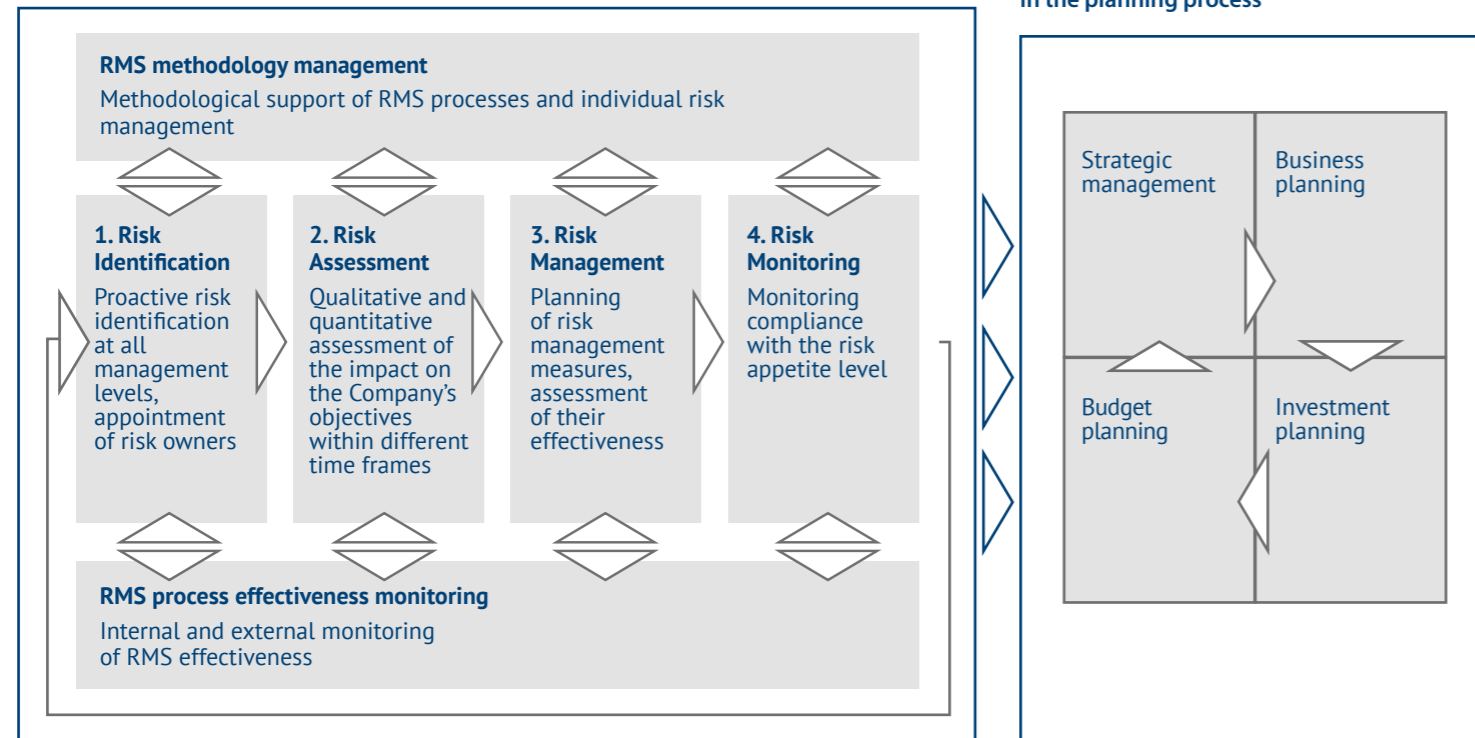 in the planning process
RMS methodology management
Methodological support of RMS processes and individual risk
management
1. Risk
Identification
Proactive risk
identification
at all
management
levels,
appointment
of risk owners
2. Risk
Assessment
Qualitative and
quantitative
assessment of
the impact on
the Company’s
objectives
within different
time frames
3. Risk
Management
Planning
of risk
management
measures,
assessment
of their
effectiveness
4. Risk
Monitoring
Monitoring
compliance
with the risk
appetite level
RMS process effectiveness monitoring
Internal and external monitoring
of RMS effectiveness
Strategic
management
Business
planning
Budget
planning
Investment
planning